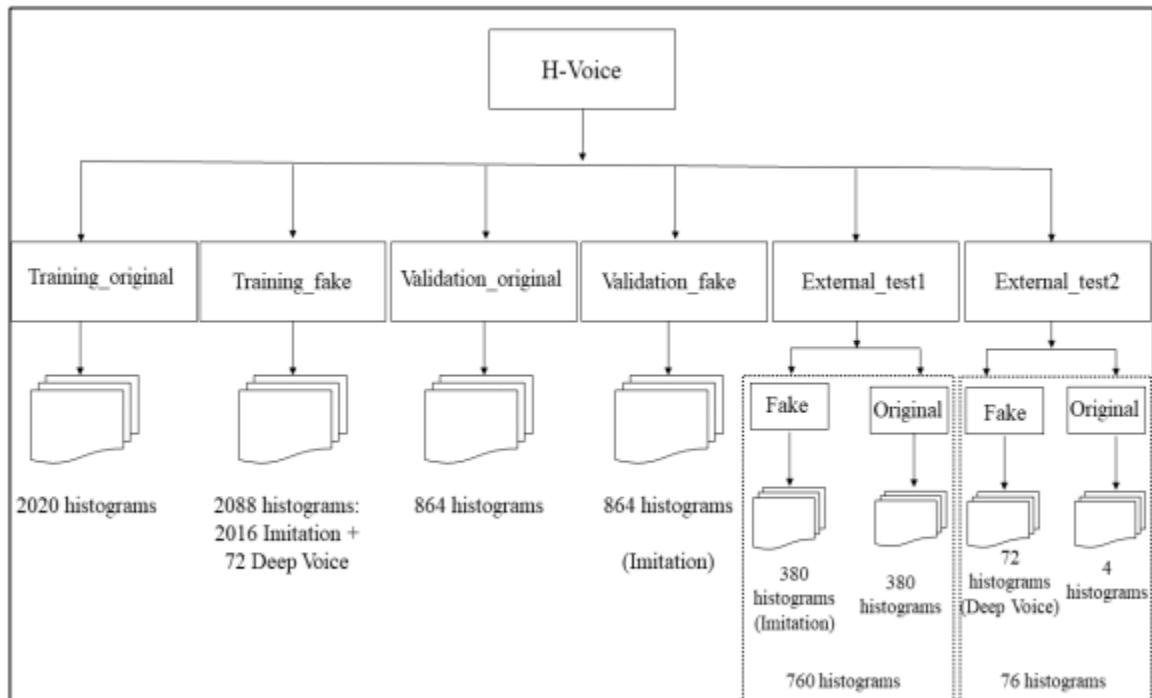 H-Voice
Training_original
Training_fake
Validation_original
Validation_fake
External_test1
External_test2
Fake
Original
Fake
Original
2020 histograms
2088 histograms:
2016 Imitation +
72 Deep Voice
864 histograms
864 histograms
(Imitation)
380
histograms
(Imitation)
380
histograms
72
histograms
(Deep Voice)
4
histograms
760 histograms
76 histograms